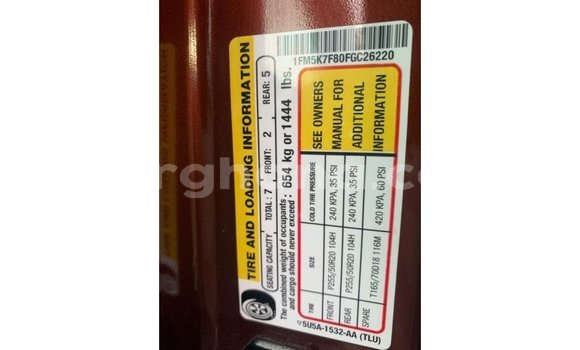 1FM5K7F80FGC26220
TIRE AND LOADING INFORMATION
SEATING CAPACITY TOTAL: 7 FRONT: 2 REAR: 5
The combined weight of occupants and cargo should never exceed: 654 kg or 1444 lbs.
TIRE SIZE COLD TIRE PRESSURE
FRONT P255/50R20 104H 240 KPA, 35 PSI
REAR P255/50R20 104H 240 KPA, 35 PSI
SPARE T165/70D18 116M 420 KPA, 60 PSI
SEE OWNERS
MANUAL FOR
ADDITIONAL
INFORMATION
5U5A-1532-AA (TLU)